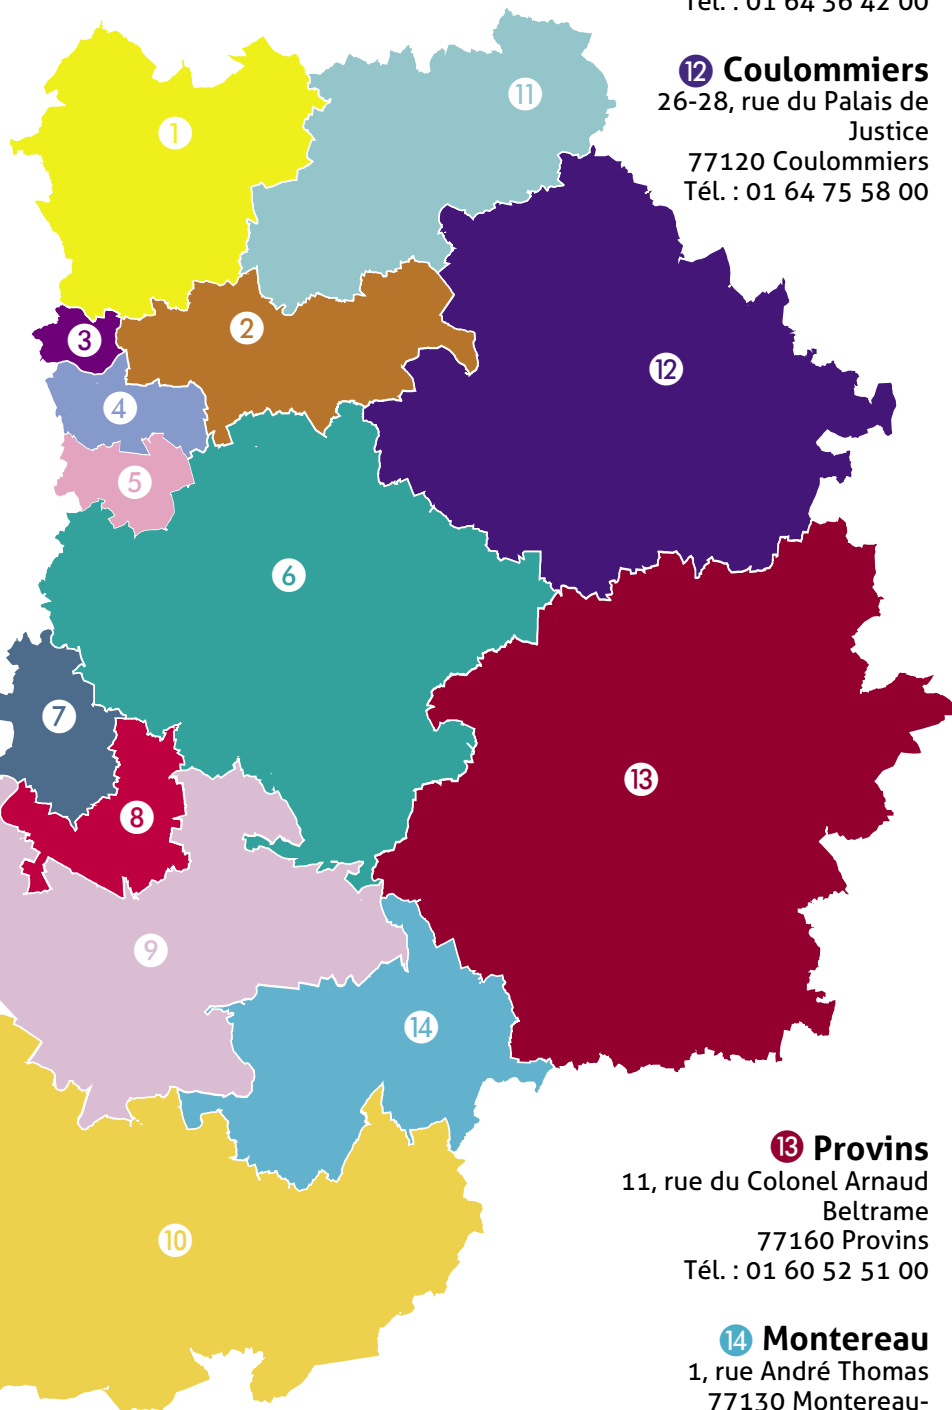 Tél. : 01 64 36 42 00
12 Coulommiers
26-28, rue du Palais de
Justice
77120 Coulommiers
Tél. : 01 64 75 58 00
11
1
2
3
12
4
5
6
7
13
8
9
14
10
13 Provins
11, rue du Colonel Arnaud
Beltrame
77160 Provins
Tél. : 01 60 52 51 00
14 Montereau
1, rue André Thomas
77130 Montereau-